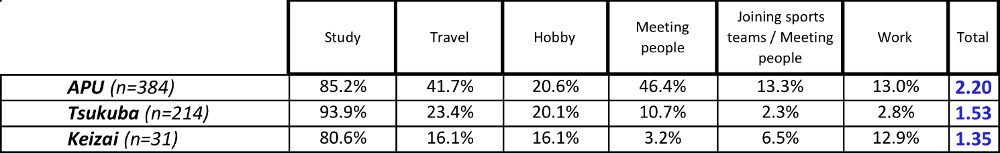 Study Travel Hobby Meeting people Joining sports teams / Meeting people Work Total
APU (n=384) 85.2% 41.7% 20.6% 46.4% 13.3% 13.0% 2.20
Tsukuba (n=214) 93.9% 23.4% 20.1% 10.7% 2.3% 2.8% 1.53
Keizai (n=31) 80.6% 16.1% 16.1% 3.2% 6.5% 12.9% 1.35